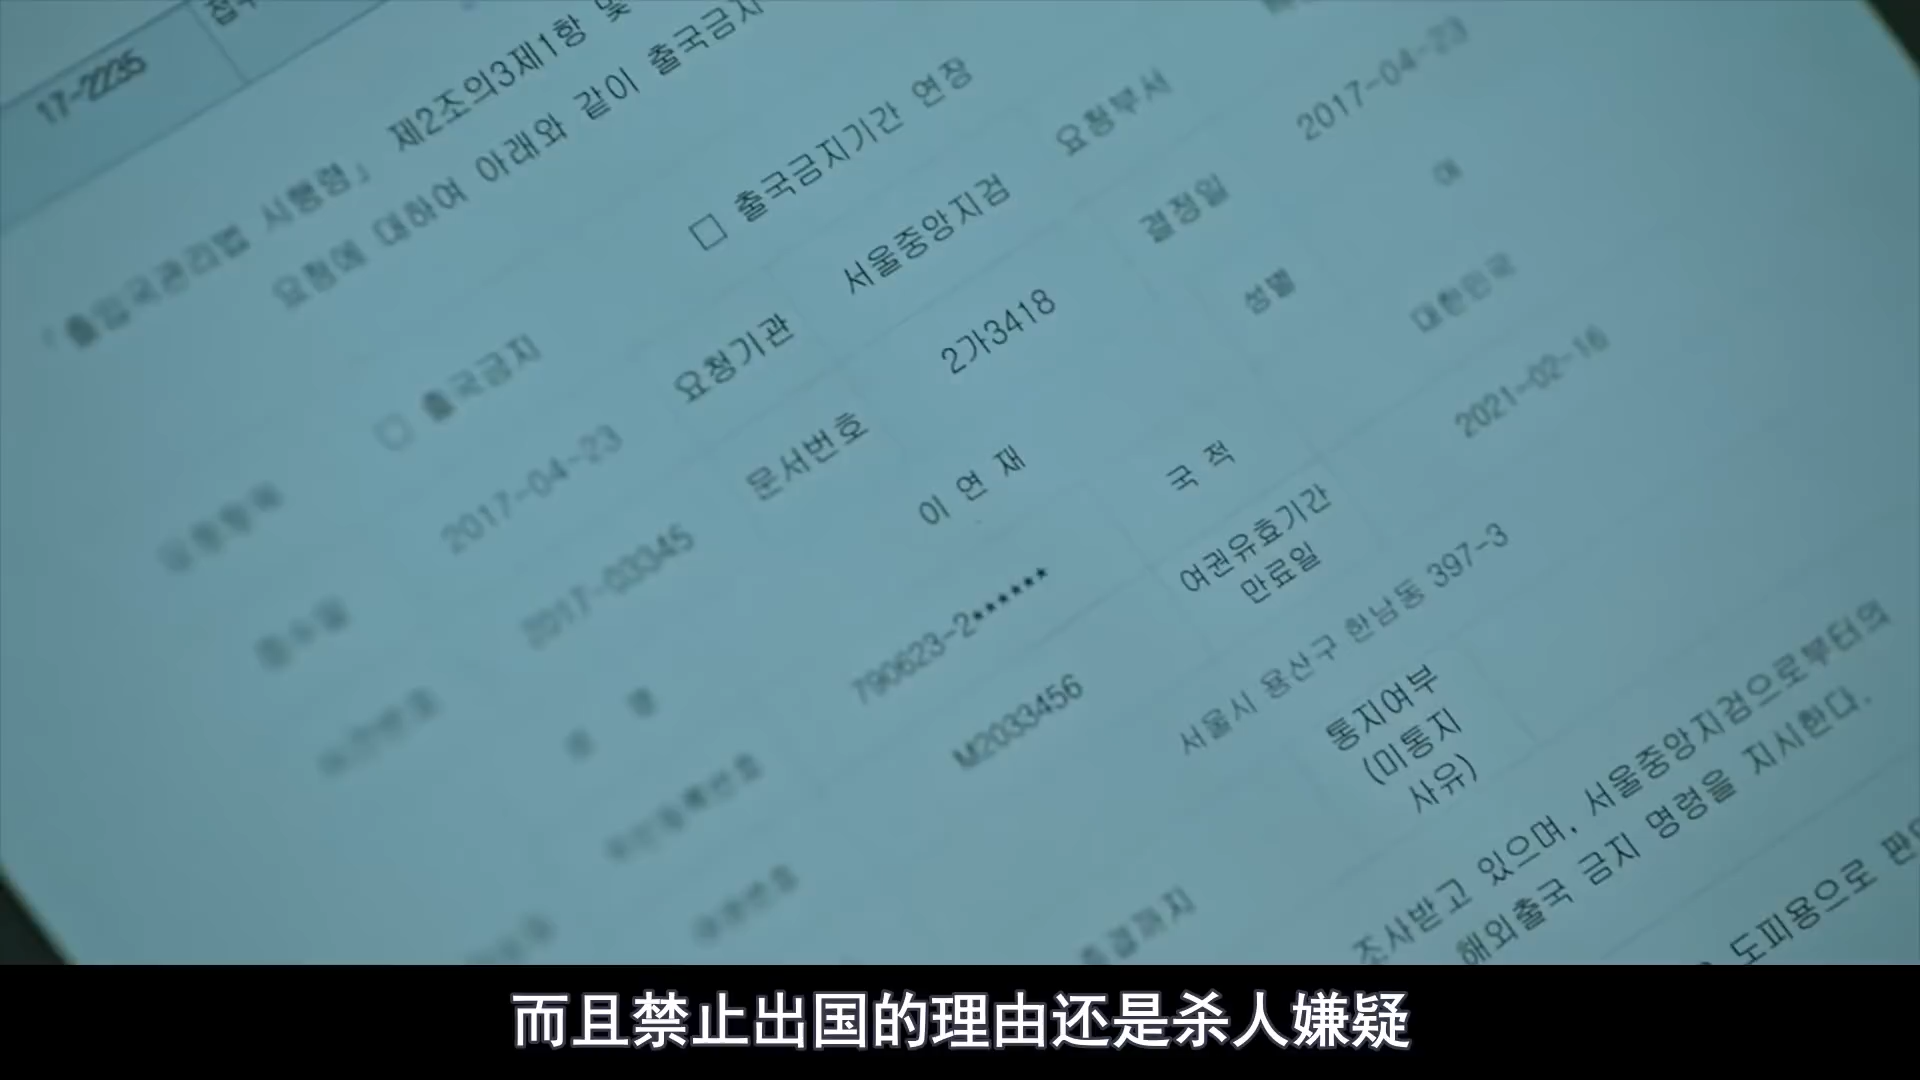 17-2235
제2조의3제1항 및
「출입국관리법 시행령」
요청에 대하여 아래와 같이 출국금지
□ 출국금지
□ 출국금지기간 연장
2017-04-23
요청기관
서울중앙지검
요청부서
2017-03345
문서번호
2가3418
결정일
2017-04-23
이 연 재
성별
여
790623-2******
국 적
대한민국
M2033456
여권유효기간
만료일
2021-02-16
서울시 용산구 한남동 397-3
통지여부
(미통지
사유)
조사받고 있으며, 서울중앙지검으로부터의
해외출국 금지 명령을 지시한다.
도피용으로
而且禁止出国的理由还是杀人嫌疑